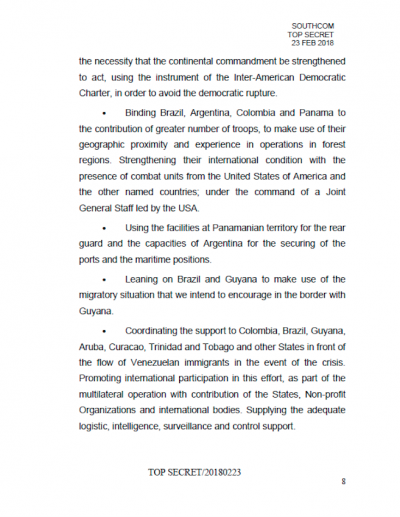 SOUTHCOM
TOP SECRET
23 FEB 2018
the necessity that the continental commandment be strengthened
to act, using the instrument of the Inter-American Democratic
Charter, in order to avoid the democratic rupture.
• Binding Brazil, Argentina, Colombia and Panama to
the contribution of greater number of troops, to make use of their
geographic proximity and experience in operations in forest
regions. Strengthening their international condition with the
presence of combat units from the United States of America and
the other named countries; under the command of a Joint
General Staff led by the USA.
• Using the facilities at Panamanian territory for the rear
guard and the capacities of Argentina for the securing of the
ports and the maritime positions.
• Leaning on Brazil and Guyana to make use of the
migratory situation that we intend to encourage in the border with
Guyana.
• Coordinating the support to Colombia, Brazil, Guyana,
Aruba, Curacao, Trinidad and Tobago and other States in front of
the flow of Venezuelan immigrants in the event of the crisis.
Promoting international participation in this effort, as part of the
multilateral operation with contribution of the States, Non-profit
Organizations and international bodies. Supplying the adequate
logistic, intelligence, surveillance and control support.
TOP SECRET/20180223
8